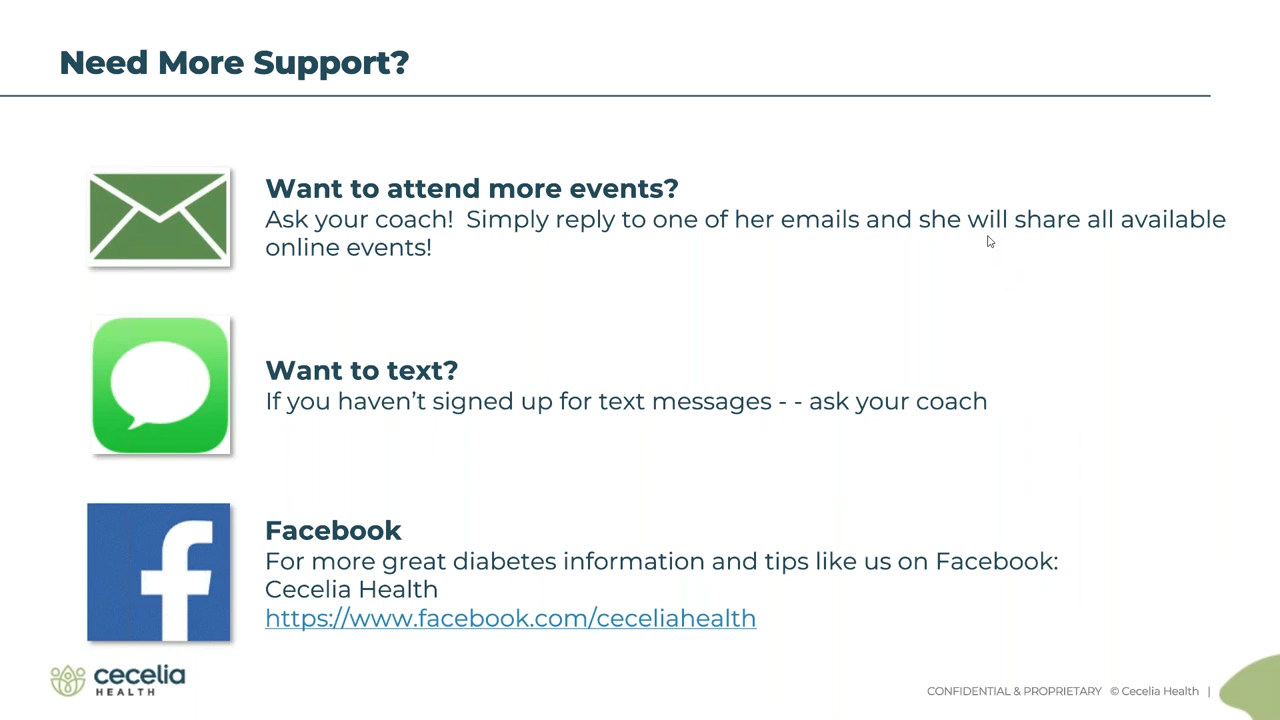 Need More Support?
Want to attend more events?
Ask your coach!  Simply reply to one of her emails and she will share all available
online events!
Want to text?
If you haven’t signed up for text messages - - ask your coach
Facebook
For more great diabetes information and tips like us on Facebook:
Cecelia Health
https://www.facebook.com/ceceliahealth
cecelia
HEALTH
CONFIDENTIAL & PROPRIETARY © Cecelia Health |